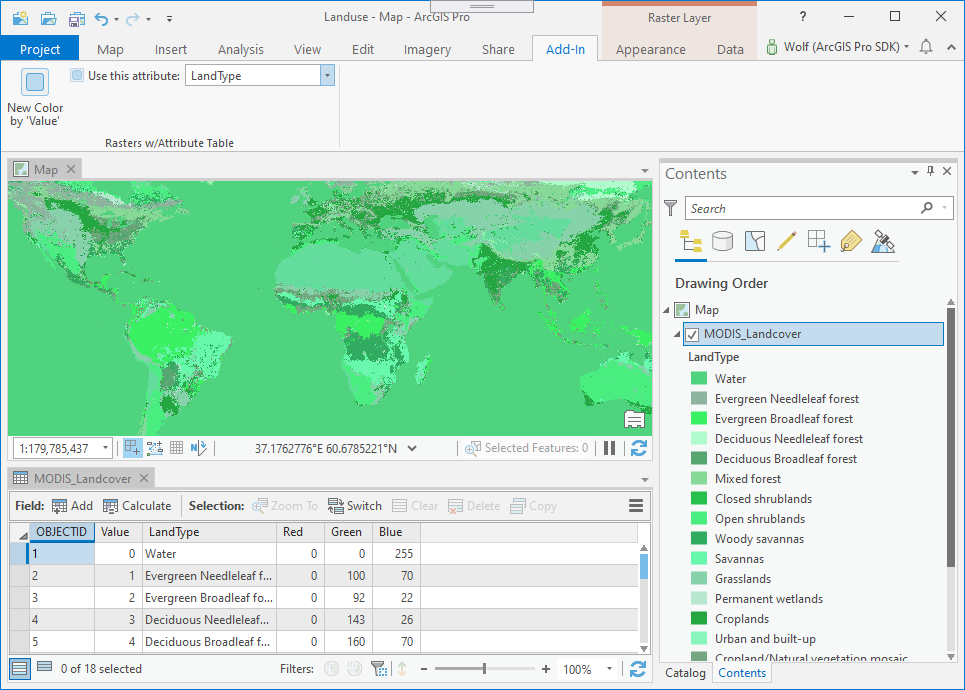 Landuse - Map - ArcGIS Pro
Raster Layer
?
Project Map Insert Analysis View Edit Imagery Share Add-In Appearance Data Wolf (ArcGIS Pro SDK)
New Color
by 'Value'
Use this attribute: LandType
Rasters w/Attribute Table
Map
1:179,785,437
37.1762776°E 60.6785221°N
Selected Features: 0
MODIS_Landcover
Field: Add Calculate Selection: Zoom To Switch Clear Delete Copy
OBJECTID Value LandType Red Green Blue
1 0 Water 0 0 255
2 1 Evergreen Needleleaf f... 0 100 70
3 2 Evergreen Broadleaf fo... 0 92 22
4 3 Deciduous Needleleaf... 0 143 26
5 4 Deciduous Broadleaf f... 0 160 70
0 of 18 selected
Filters:
- + 100%
Contents
Search
Drawing Order
Map
MODIS_Landcover
LandType
Water
Evergreen Needleleaf forest
Evergreen Broadleaf forest
Deciduous Needleleaf forest
Deciduous Broadleaf forest
Mixed forest
Closed shrublands
Open shrublands
Woody savannas
Savannas
Grasslands
Permanent wetlands
Croplands
Urban and built-up
Cropland/Natural vegetation mosaic
Catalog Contents